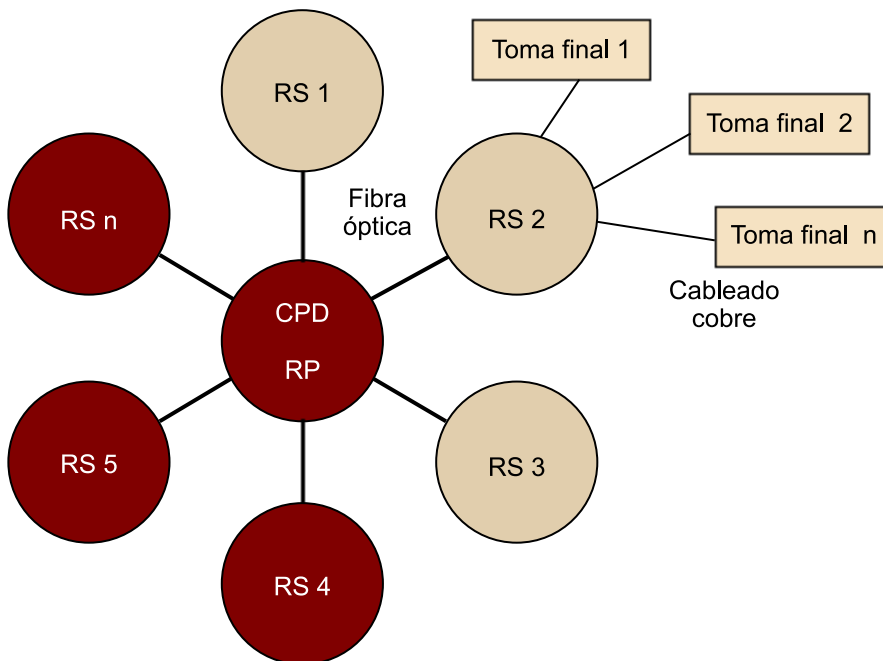 Toma final 1
RS 1
Toma final 2
RS n
Fibra
óptica
RS 2
Toma final n
Cableado
cobre
CPD
RP
RS 5
RS 3
RS 4